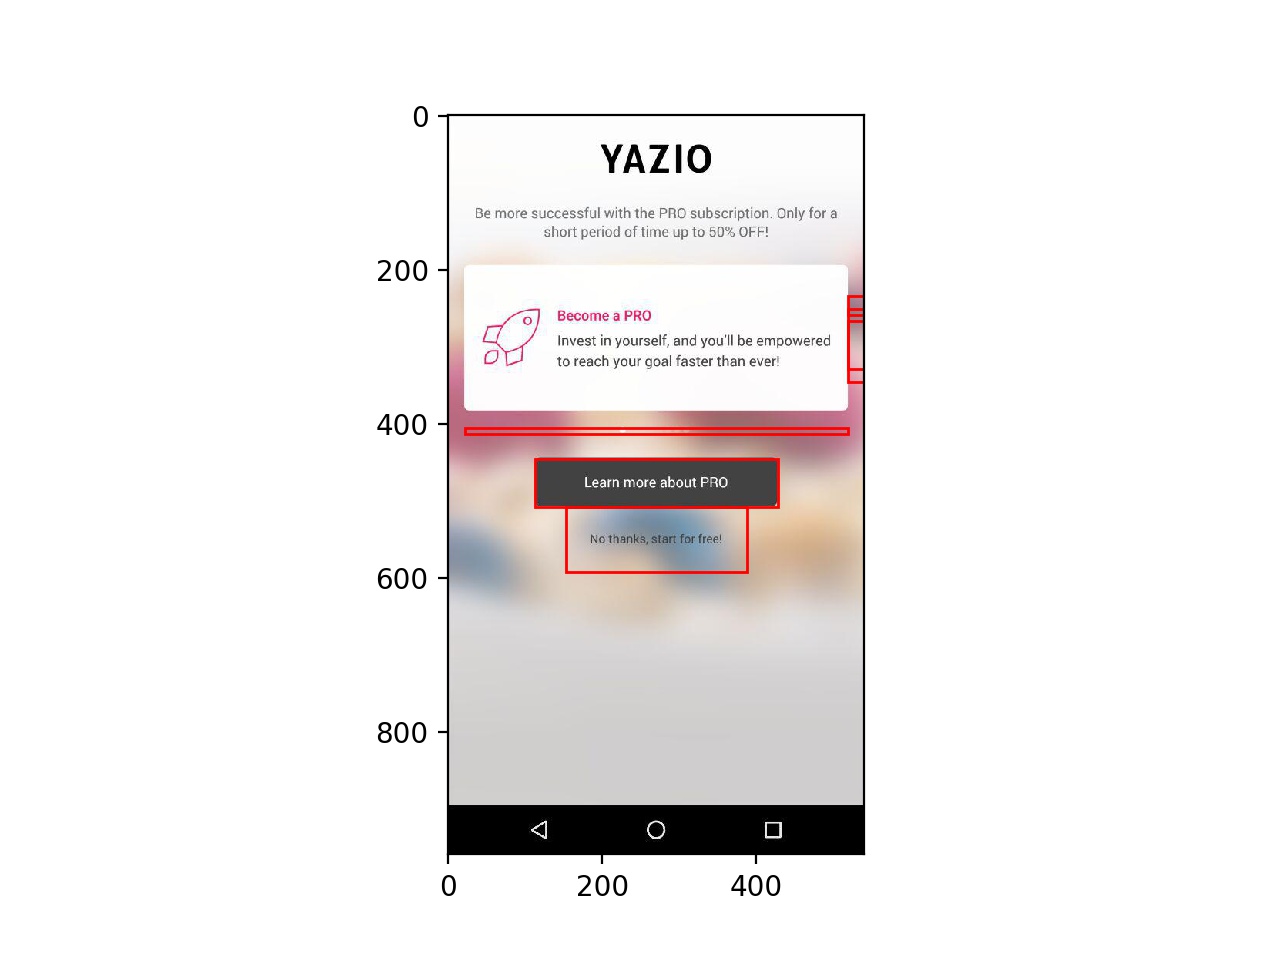 0
200
400
600
800
0
200
400
YAZIO
Be more successful with the PRO subscription. Only for a
short period of time up to 50% OFF!
Become a PRO
Invest in yourself, and you'll be empowered
to reach your goal faster than ever!
Learn more about PRO
No thanks, start for free!